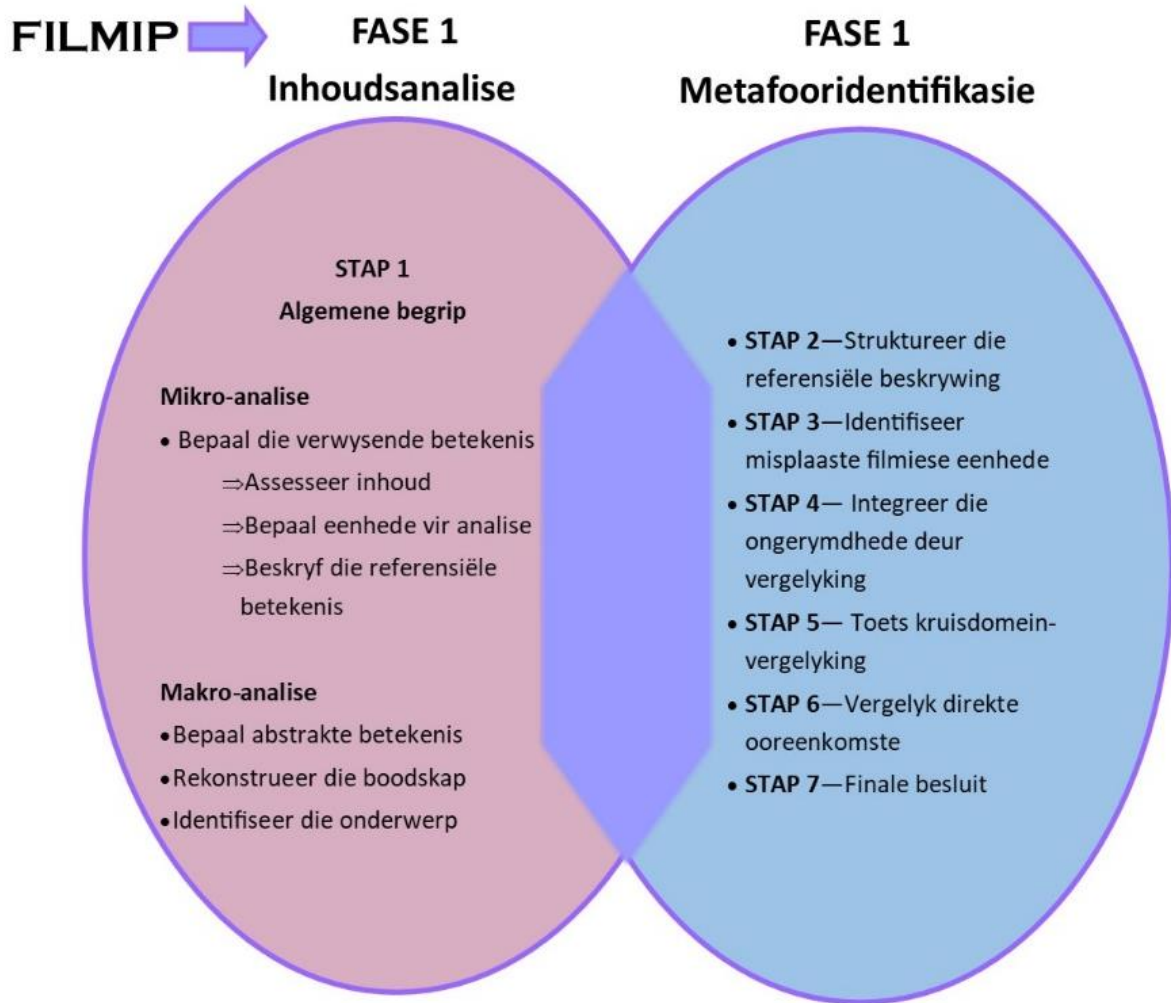 FILMIP
FASE 1
Inhoudsanalise
FASE 1
Metafooridentifikasie
STAP 1
Algemene begrip
Mikro-analise
• Bepaal die verwysende betekenis
⇒Assesseer inhoud
⇒Bepaal eenhede vir analise
⇒Beskryf die referensiële
betekenis
Makro-analise
•Bepaal abstrakte betekenis
•Rekonstrueer die boodskap
•Identifiseer die onderwerp
• STAP 2—Struktureer die
referensiële beskrywing
• STAP 3—Identifiseer
misplaaste filmiese eenhede
• STAP 4— Integreer die
ongerymdhede deur
vergelyking
• STAP 5— Toets kruisdomein-
vergelyking
• STAP 6—Vergelyk direkte
ooreenkomste
• STAP 7—Finale besluit